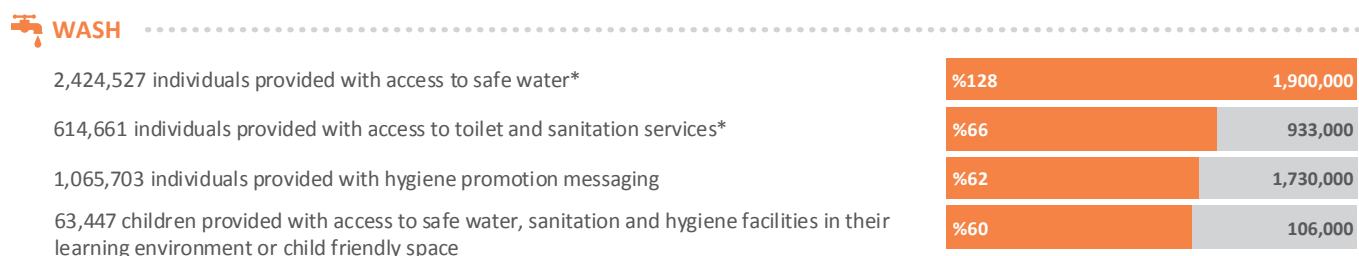 WASH
2,424,527 individuals provided with access to safe water*
%128 1,900,000
614,661 individuals provided with access to toilet and sanitation services*
%66 933,000
1,065,703 individuals provided with hygiene promotion messaging
%62 1,730,000
63,447 children provided with access to safe water, sanitation and hygiene facilities in their
learning environment or child friendly space
%60 106,000